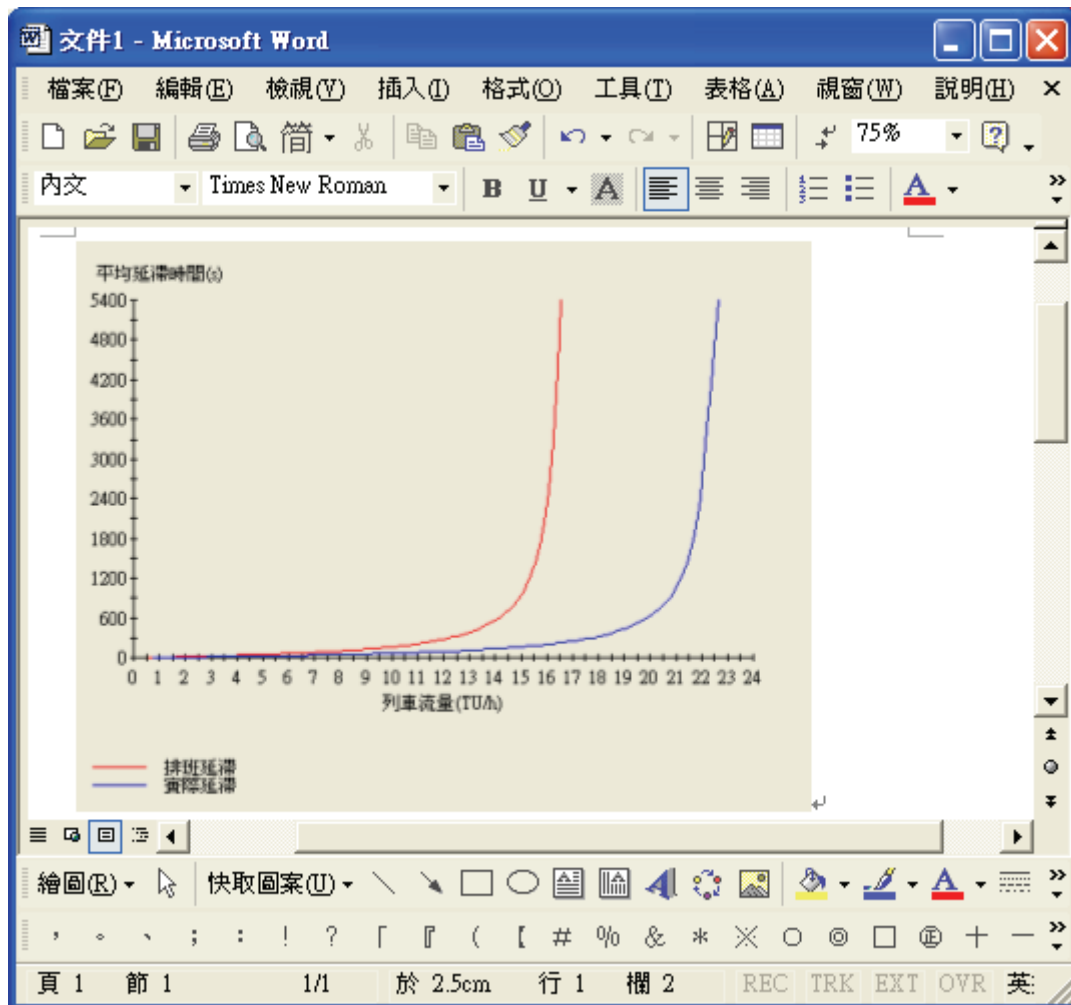 文件1 - Microsoft Word
檔案(F) 編輯(E) 檢視(V) 插入(I) 格式(O) 工具(T) 表格(A) 視窗(W) 說明(H)
簡 75%
內文 Times New Roman B U A A
平均延滯時間(s)
5400
4800
4200
3600
3000
2400
1800
1200
600
0
0 1 2 3 4 5 6 7 8 9 10 11 12 13 14 15 16 17 18 19 20 21 22 23 24
列車流量(TU/h)
排班延滯
實際延滯
繪圖(R) 快取圖案(U) A A
， 。 、 ； ： ！ ？ 「 『 （ 【 # % & * ※ ○ ◎ □ ㊣ + -
頁 1 節 1 1/1 於 2.5cm 行 1 欄 2 REC TRK EXT OVR 英